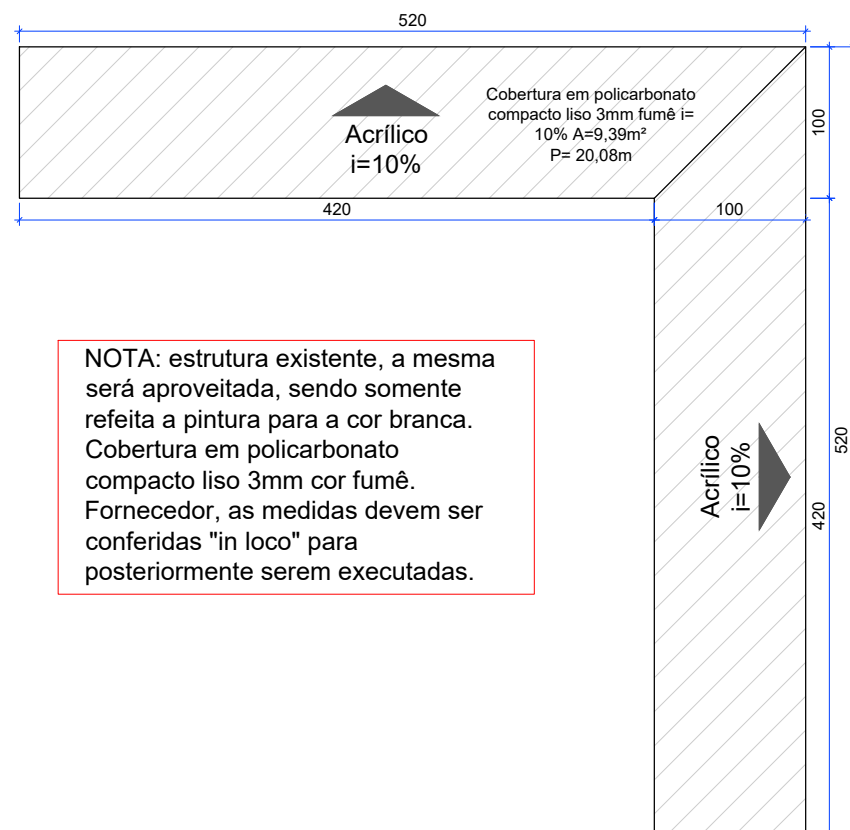 520
Cobertura em policarbonato
compacto liso 3mm fumê i=
10% A=9,39m²
P= 20,08m
Acrílico
i=10%
100
420
100
NOTA: estrutura existente, a mesma
será aproveitada, sendo somente
refeita a pintura para a cor branca.
Cobertura em policarbonato
compacto liso 3mm cor fumê.
Fornecedor, as medidas devem ser
conferidas "in loco" para
posteriormente serem executadas.
Acrílico
i=10%
420
520